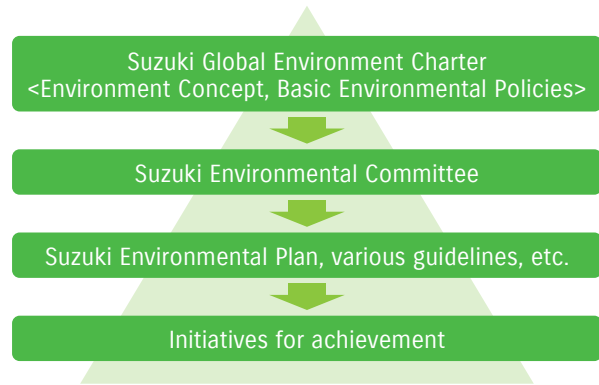 Suzuki Global Environment Charter
<Environment Concept, Basic Environmental Policies>
Suzuki Environmental Committee
Suzuki Environmental Plan, various guidelines, etc.
Initiatives for achievement